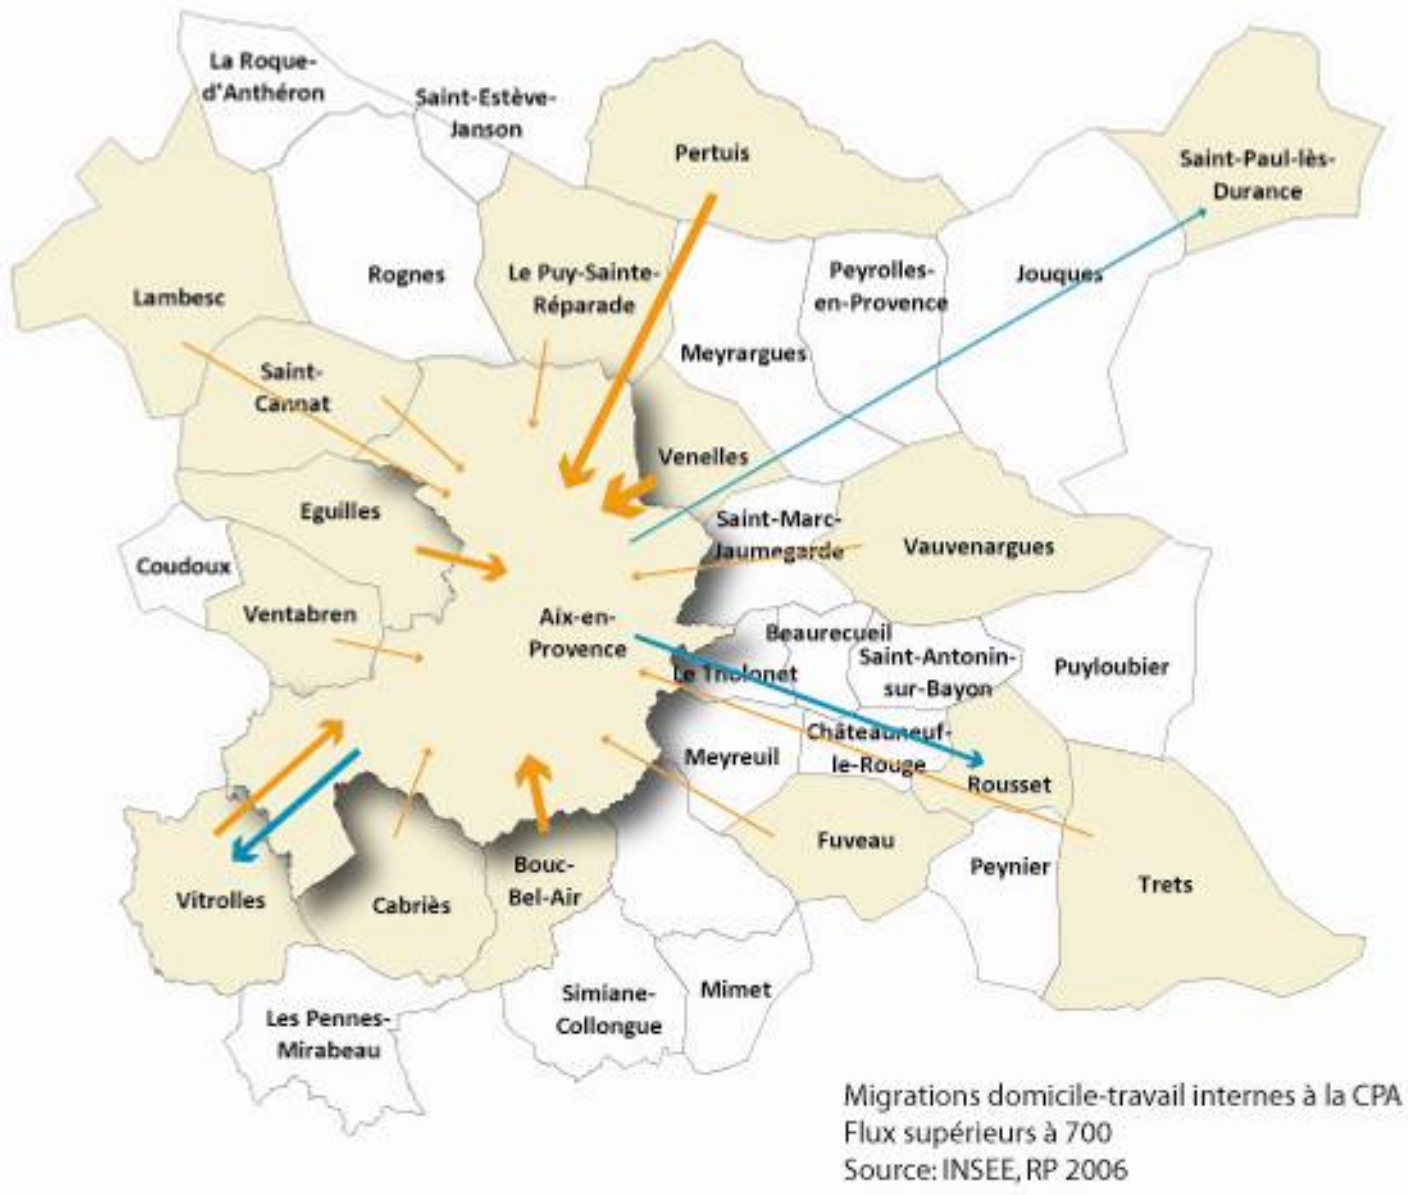 La Roque-
d'Anthéron
Saint-Estève-
Janson
Pertuis
Saint-Paul-lès-
Durance
Lambesc
Rognes
Le Puy-Sainte-
Réparade
Peyrolles-
en-Provence
Jouques
Meyrargues
Saint-
Cannat
Venelles
Eguilles
Saint-Marc-
Jaumegarde
Vauvenargues
Coudoux
Ventabren
Aix-en-
Provence
Beaurecueil
Le Tholonet
Saint-Antonin-
sur-Bayon
Puyloubier
Meyreuil
Châteauneuf-
le-Rouge
Rousset
Fuveau
Peynier
Trets
Vitrolles
Cabriès
Bouc-
Bel-Air
Les Pennes-
Mirabeau
Simiane-
Collongue
Mimet
Migrations domicile-travail internes à la CPA
Flux supérieurs à 700
Source: INSEE, RP 2006